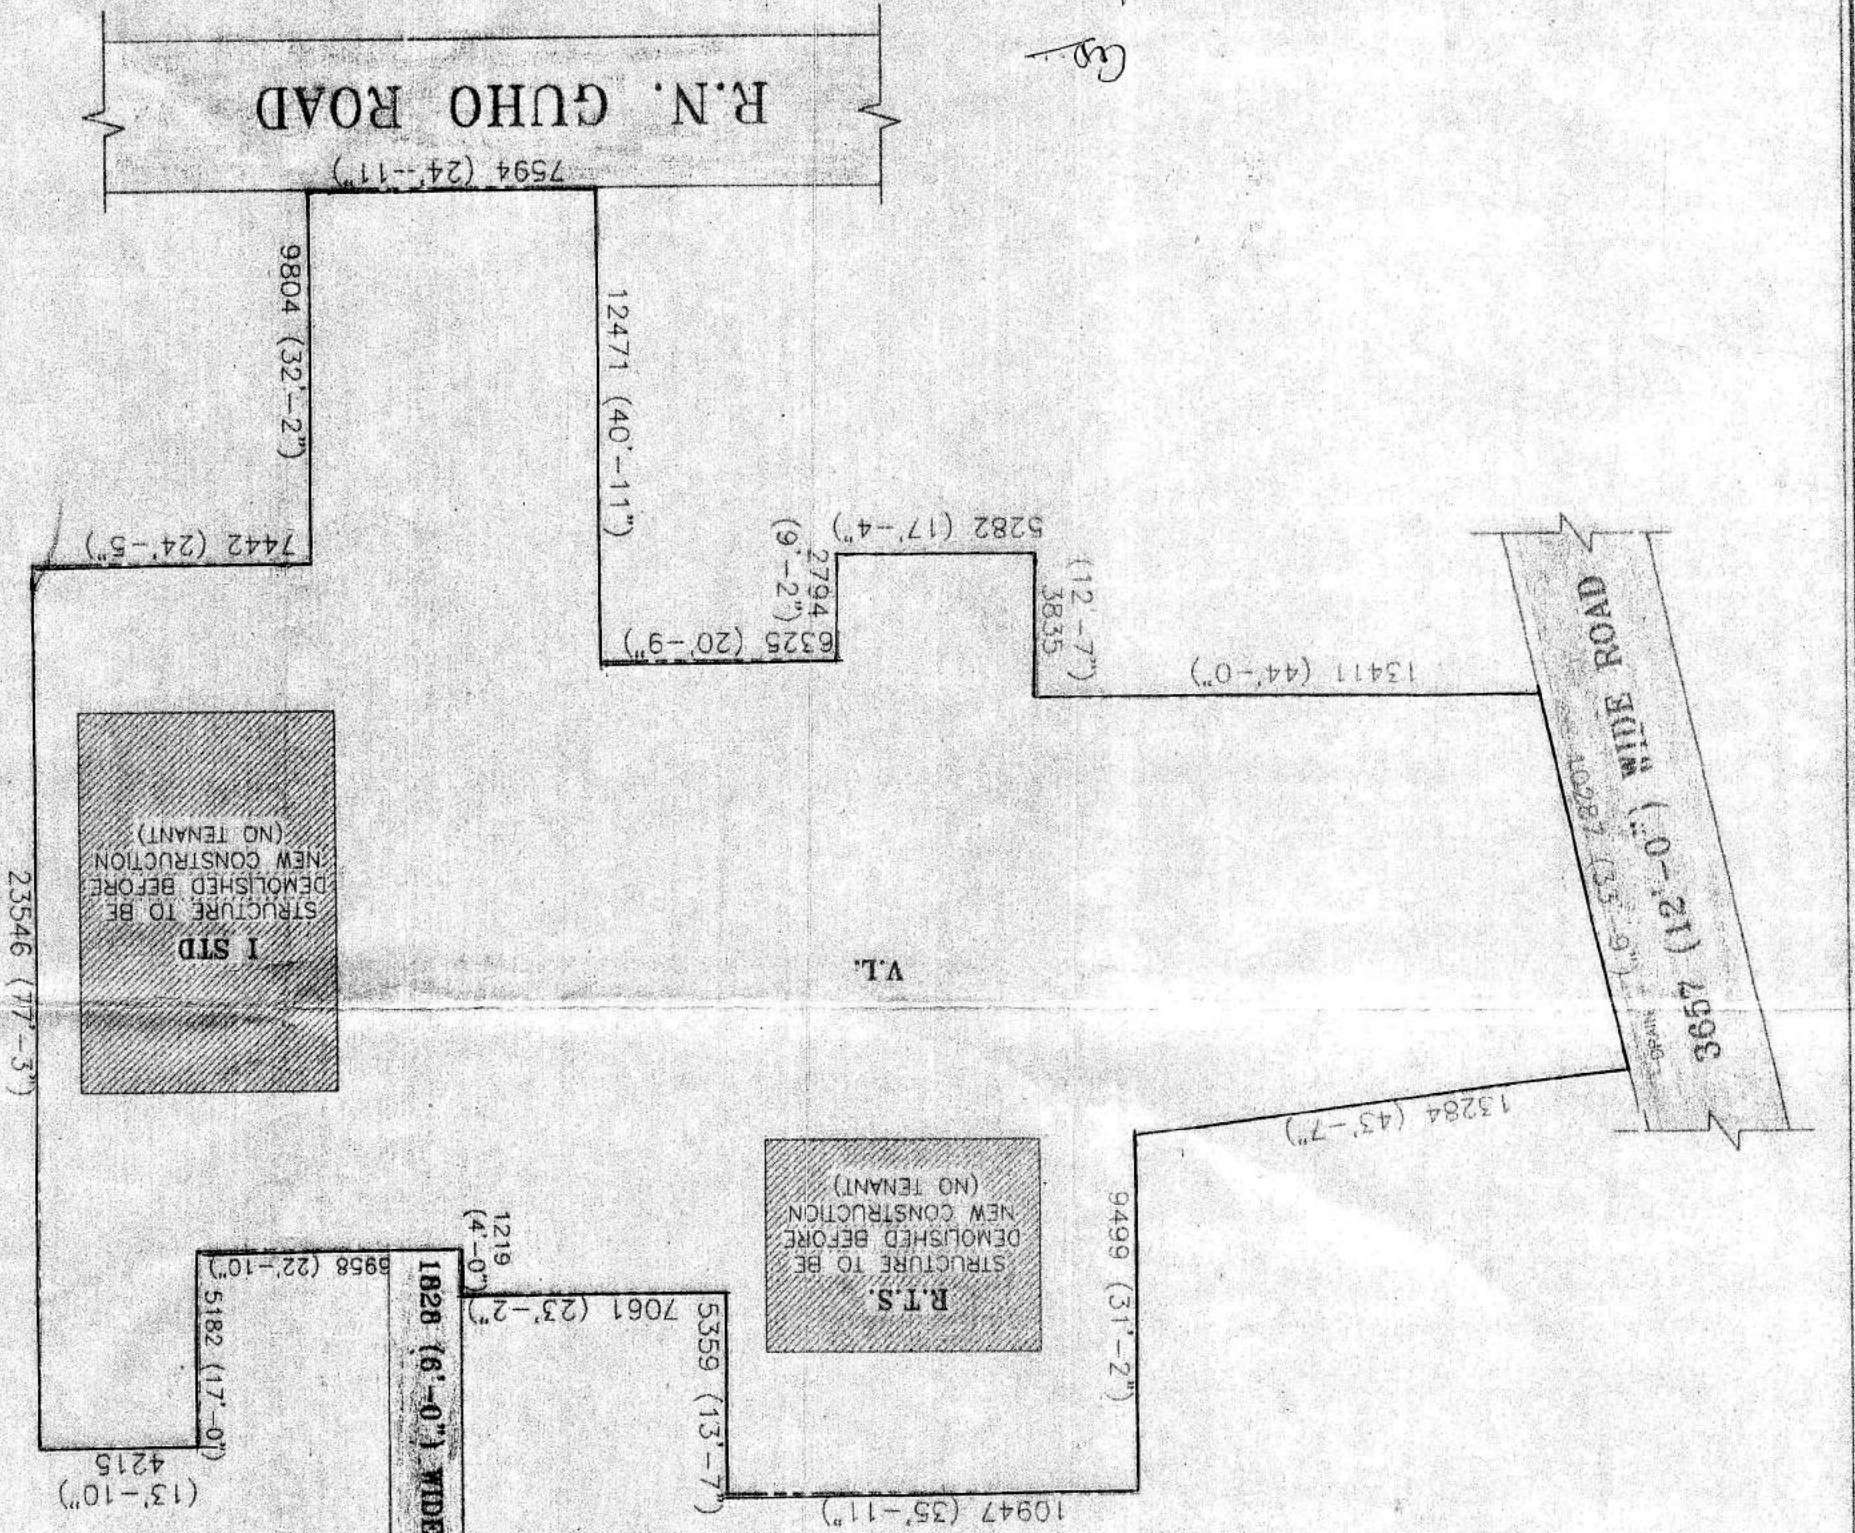 R.N. GUHO ROAD
7594 (24'-11")
9804 (32'-2")
12471 (40'-11")
7442 (24'-5")
6325 (20'-9")
2794
(9'-2")
5282 (17'-4")
(12'-7")
3835
13411 (44'-0")
3657 (12'-0") WIDE ROAD
10287 (33'-9")
DRAIN
13284 (43'-7")
9499 (31'-2")
10947 (35'-11")
5359 (13'-7")
7061 (23'-2")
1219
(4'-0")
6958 (22'-10")
1828 (6'-0") WIDE
5182 (17'-0")
(13'-10")
4215
23546 (77'-3")
I STD
STRUCTURE TO BE
DEMOLISHED BEFORE
NEW CONSTRUCTION
(NO TENANT)
V.L.
R.T.S.
STRUCTURE TO BE
DEMOLISHED BEFORE
NEW CONSTRUCTION
(NO TENANT)